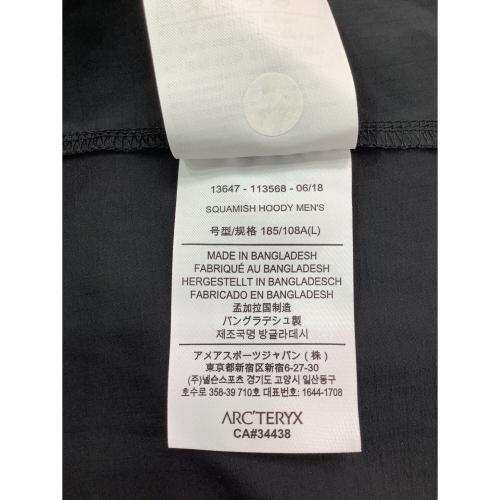 13647 - 113568 - 06/18
SQUAMISH HOODY MEN'S
号型/规格 185/108A(L)
MADE IN BANGLADESH
FABRIQUÉ AU BANGLADESH
HERGESTELLT IN BANGLADESCH
FABRICADO EN BANGLADESH
孟加拉国制造
バングラデシュ製
제조국명 방글라데시
アメアスポーツジャパン(株)
東京都新宿区新宿6-27-30
(주)넬슨스포츠 경기도 고양시 일산동구
호수로 358-39 710호 대표번호: 1644-1708
ARC'TERYX
CA#34438